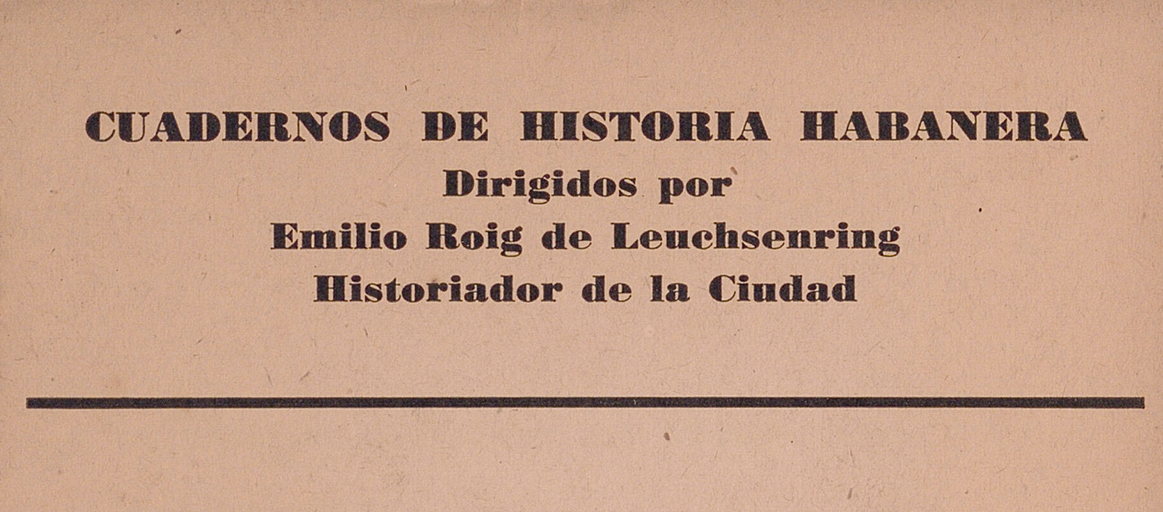 CUADERNOS DE HISTORIA HABANERA
Dirigidos por
Emilio Roig de Leuchsenring
Historiador de la Ciudad